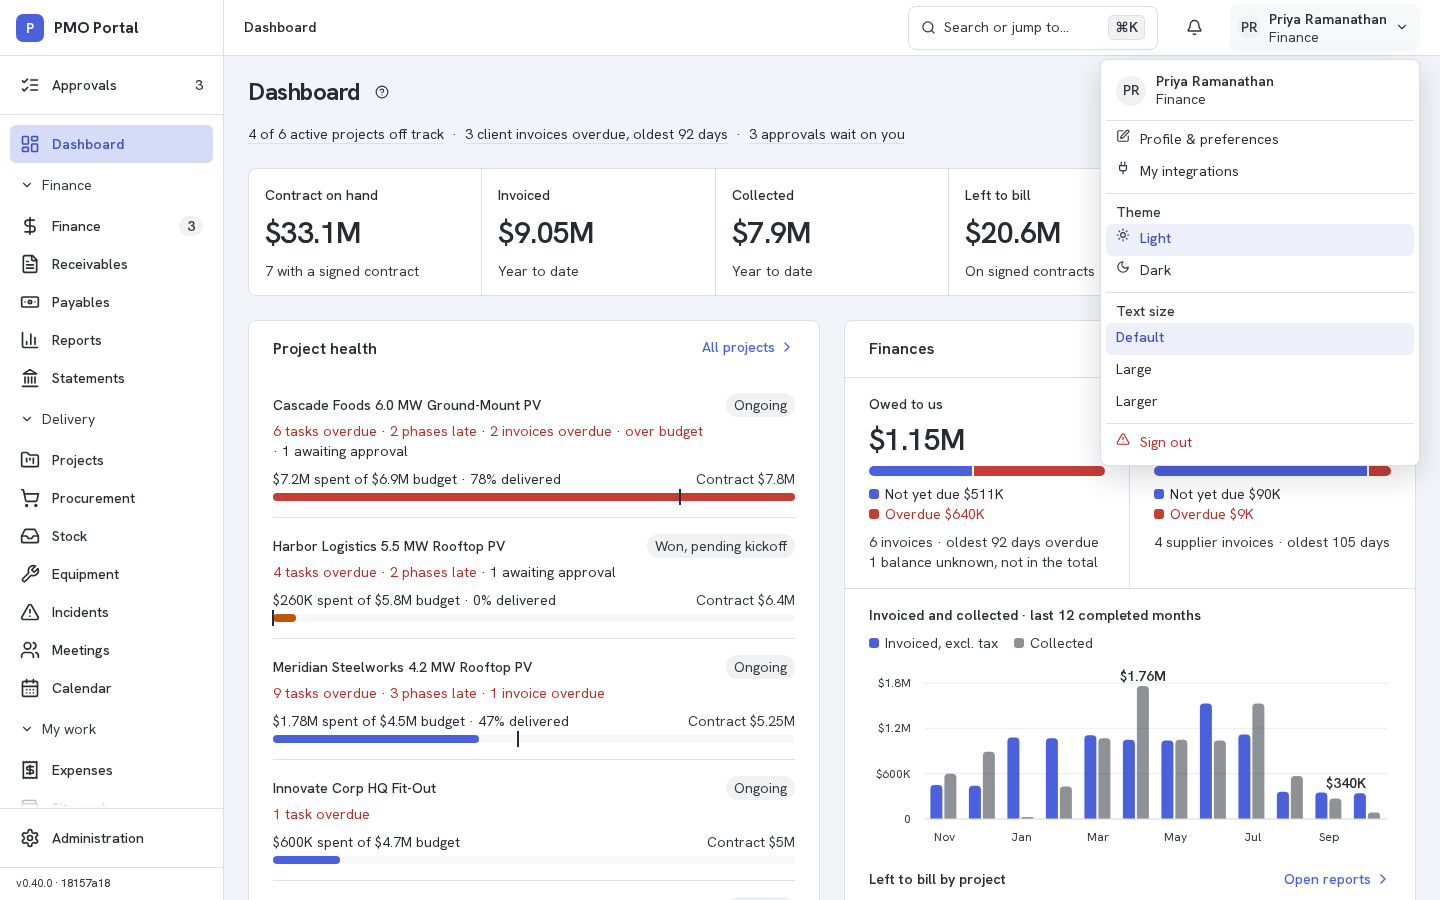 P PMO Portal
Approvals 3
Dashboard
Finance
Finance 3
Receivables
Payables
Reports
Statements
Delivery
Projects
Procurement
Stock
Equipment
Incidents
Meetings
Calendar
My work
Expenses
Administration
v0.40.0 · 18157a18
Dashboard
Search or jump to... ⌘K
PR Priya Ramanathan
Finance
Dashboard
4 of 6 active projects off track · 3 client invoices overdue, oldest 92 days · 3 approvals wait on you
Contract on hand
$33.1M
7 with a signed contract
Invoiced
$9.05M
Year to date
Collected
$7.9M
Year to date
Left to bill
$20.6M
On signed contracts
PR Priya Ramanathan
Finance
Profile & preferences
My integrations
Theme
Light
Dark
Text size
Default
Large
Larger
Sign out
Project health All projects
Cascade Foods 6.0 MW Ground-Mount PV Ongoing
6 tasks overdue · 2 phases late · 2 invoices overdue · over budget
· 1 awaiting approval
$7.2M spent of $6.9M budget · 78% delivered Contract $7.8M
Harbor Logistics 5.5 MW Rooftop PV Won, pending kickoff
4 tasks overdue · 2 phases late · 1 awaiting approval
$260K spent of $5.8M budget · 0% delivered Contract $6.4M
Meridian Steelworks 4.2 MW Rooftop PV Ongoing
9 tasks overdue · 3 phases late · 1 invoice overdue
$1.78M spent of $4.5M budget · 47% delivered Contract $5.25M
Innovate Corp HQ Fit-Out Ongoing
1 task overdue
$600K spent of $4.7M budget Contract $5M
Finances
Owed to us
$1.15M
Not yet due $511K
Overdue $640K
6 invoices · oldest 92 days overdue
1 balance unknown, not in the total
Not yet due $90K
Overdue $9K
4 supplier invoices · oldest 105 days
Invoiced and collected · last 12 completed months
Invoiced, excl. tax Collected
$1.76M
$1.8M
$1.2M
$600K
$340K
0
Nov Jan Mar May Jul Sep
Left to bill by project Open reports